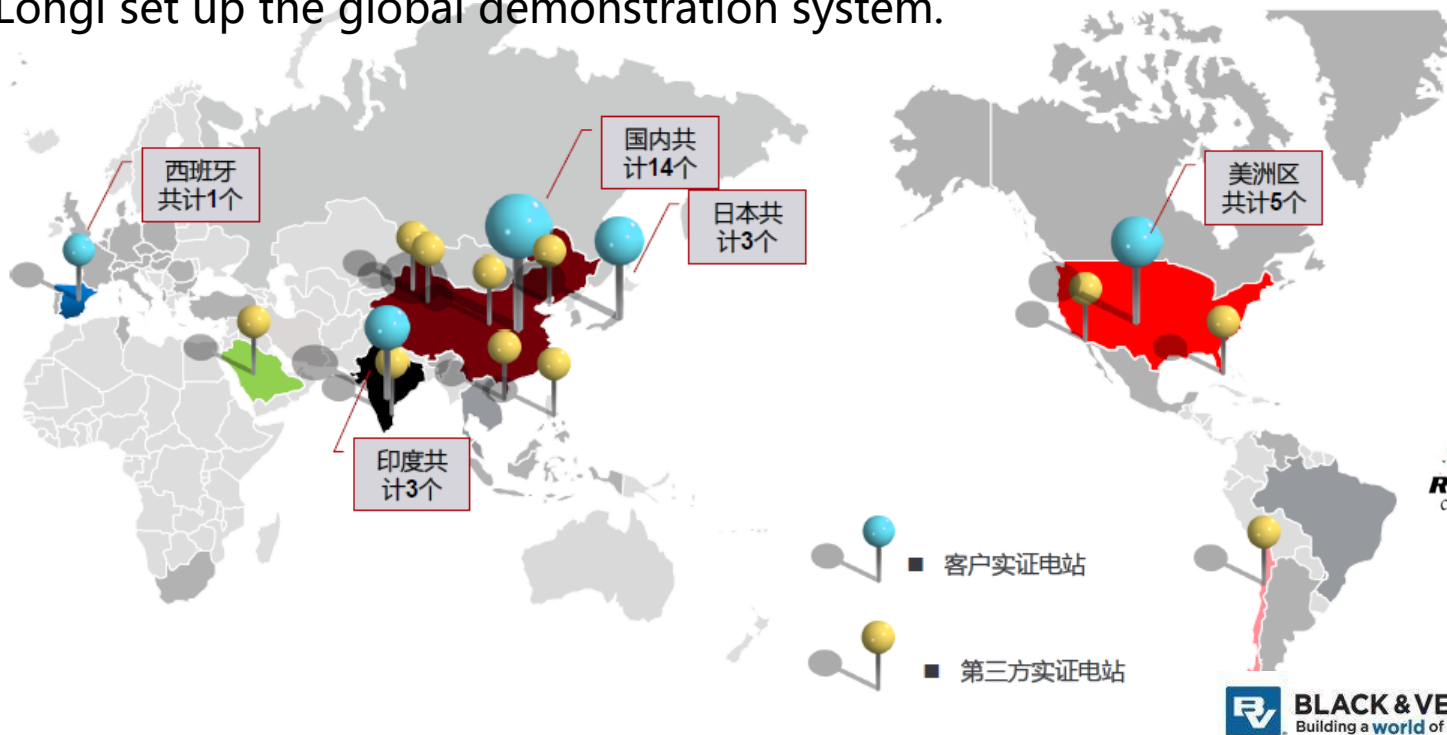 Longi set up the global demonstration system.
国内共
计14个
西班牙
共计1个
美洲区
共计5个
日本共
计3个
印度共
计3个
■ 客户实证电站
■ 第三方实证电站
R
BLACK & VE
Building a world of